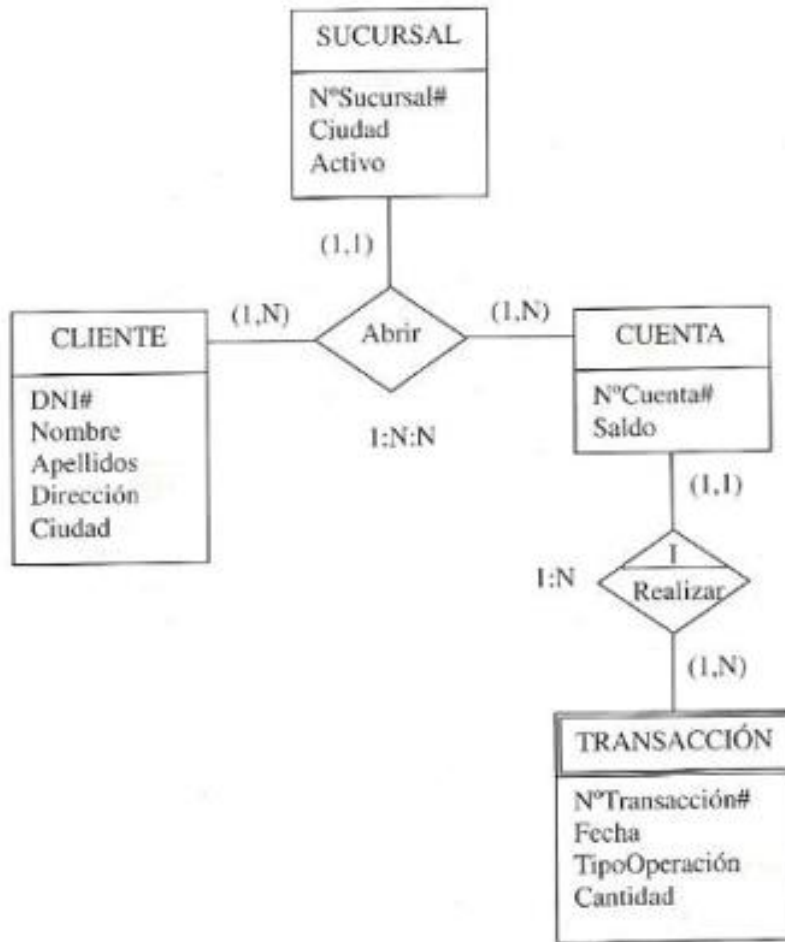 SUCURSAL
NºSucursal#
Ciudad
Activo
(1,1)
CLIENTE
DNI#
Nombre
Apellidos
Dirección
Ciudad
(1,N)
Abrir
(1,N)
1:N:N
CUENTA
NºCuenta#
Saldo
(1,1)
1:N
I
Realizar
(1,N)
TRANSACCIÓN
NºTransacción#
Fecha
TipoOperación
Cantidad